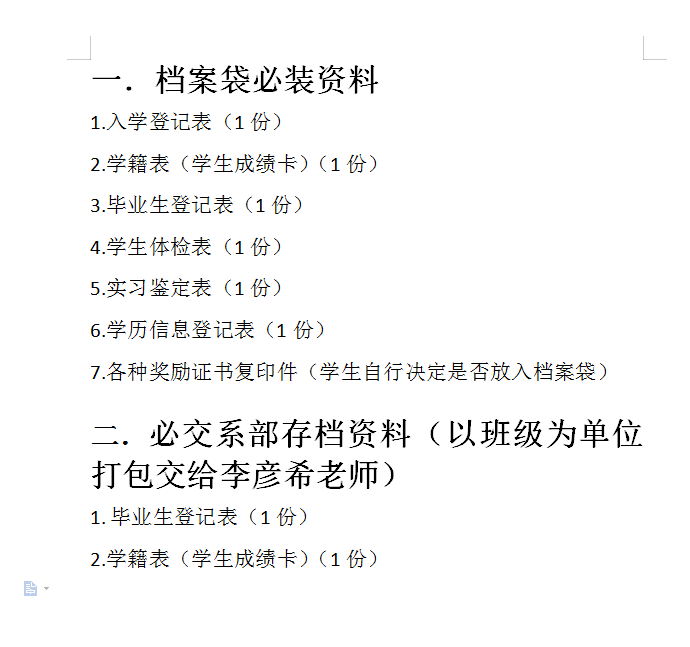 一．档案袋必装资料
1.入学登记表（1 份）
2.学籍表（学生成绩卡）（1 份）
3.毕业生登记表（1 份）
4.学生体检表（1 份）
5.实习鉴定表（1 份）
6.学历信息登记表（1 份）
7.各种奖励证书复印件（学生自行决定是否放入档案袋）
二．必交系部存档资料（以班级为单位
打包交给李彦希老师）
1. 毕业生登记表（1 份）
2.学籍表（学生成绩卡）（1 份）